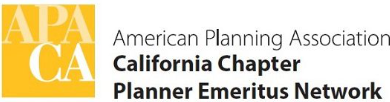 APA
CA
American Planning Association
California Chapter
Planner Emeritus Network